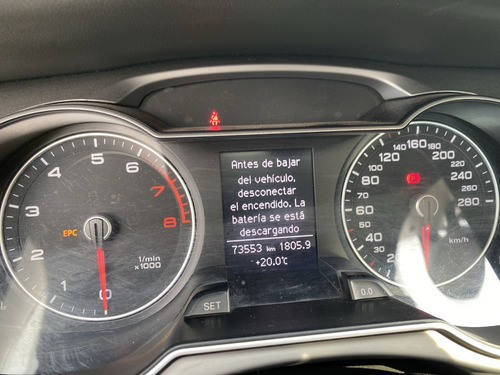 Antes de bajar
del vehículo,
desconectar
el encendido. La
batería se está
descargando
73553 km 1805.9
+20.0°C
EPC
1/min
x1000
0
1
2
3
4
5
6
7
8
20
40
60
80
100
120
140
160
180
200
220
240
260
280
km/h
SET
0.0